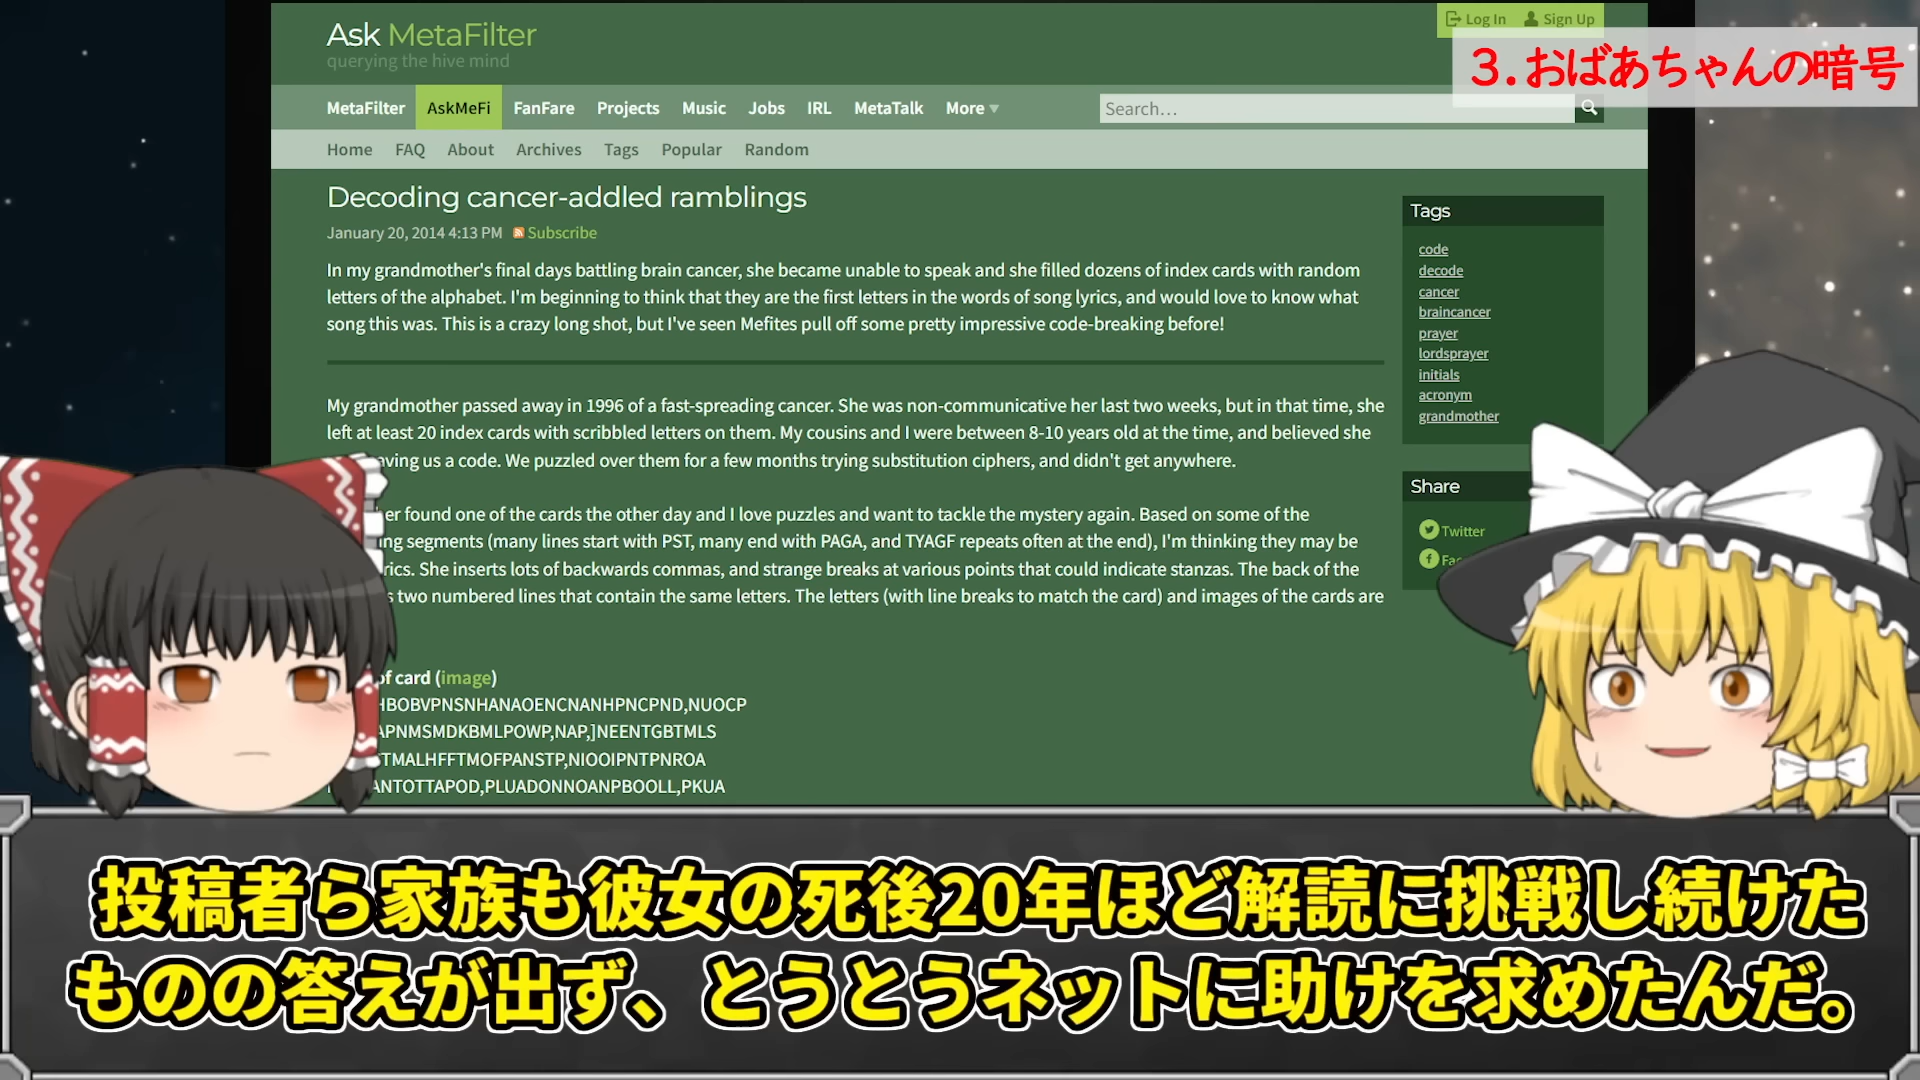 Ask MetaFilter
querying the hive mind
Log In Sign Up
3.おばあちゃんの暗号
MetaFilter AskMeFi FanFare Projects Music Jobs IRL MetaTalk More
Search...
Home FAQ About Archives Tags Popular Random
Decoding cancer-addled ramblings
January 20, 2014 4:13 PM Subscribe
In my grandmother's final days battling brain cancer, she became unable to speak and she filled dozens of index cards with random
letters of the alphabet. I'm beginning to think that they are the first letters in the words of song lyrics, and would love to know what
song this was. This is a crazy long shot, but I've seen Mefites pull off some pretty impressive code-breaking before!
My grandmother passed away in 1996 of a fast-spreading cancer. She was non-communicative her last two weeks, but in that time, she
left at least 20 index cards with scribbled letters on them. My cousins and I were between 8-10 years old at the time, and believed she
aving us a code. We puzzled over them for a few months trying substitution ciphers, and didn't get anywhere.
er found one of the cards the other day and I love puzzles and want to tackle the mystery again. Based on some of the
ng segments (many lines start with PST, many end with PAGA, and TYAGF repeats often at the end), I'm thinking they may be
rics. She inserts lots of backwards commas, and strange breaks at various points that could indicate stanzas. The back of the
s two numbered lines that contain the same letters. The letters (with line breaks to match the card) and images of the cards are
of card (image)
HBOBVPNSNHANAOENCNANHPNCPND,NUOCP
APNMSMDKBMLPOWP,NAP,]NEENTGBTMLS
TMALHFFTMOFPANSTP,NIOOIPNTPNROA
ANTOTTAPOD,PLUADONNOANPBOOLL,PKUA
Tags
code
decode
cancer
braincancer
prayer
lordsprayer
initials
acronym
grandmother
Share
Twitter
Fac
投稿者ら家族も彼女の死後20年ほど解読に挑戦し続けた
ものの答えが出ず、とうとうネットに助けを求めたんだ。